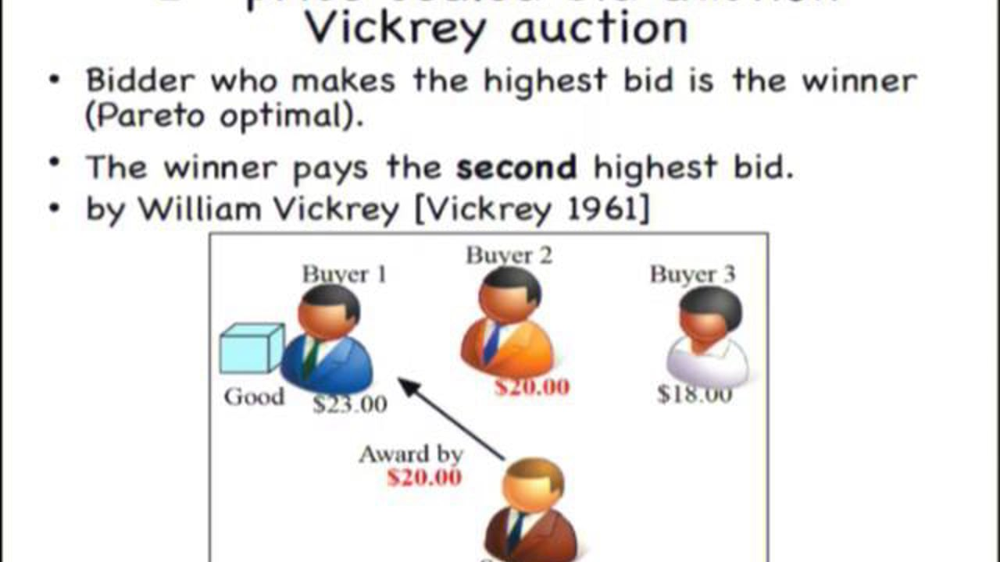 Vickrey auction
• Bidder who makes the highest bid is the winner
(Pareto optimal).
• The winner pays the second highest bid.
• by William Vickrey [Vickrey 1961]
Buyer 1
Buyer 2
Buyer 3
Good
$23.00
$20.00
$18.00
Award by
$20.00